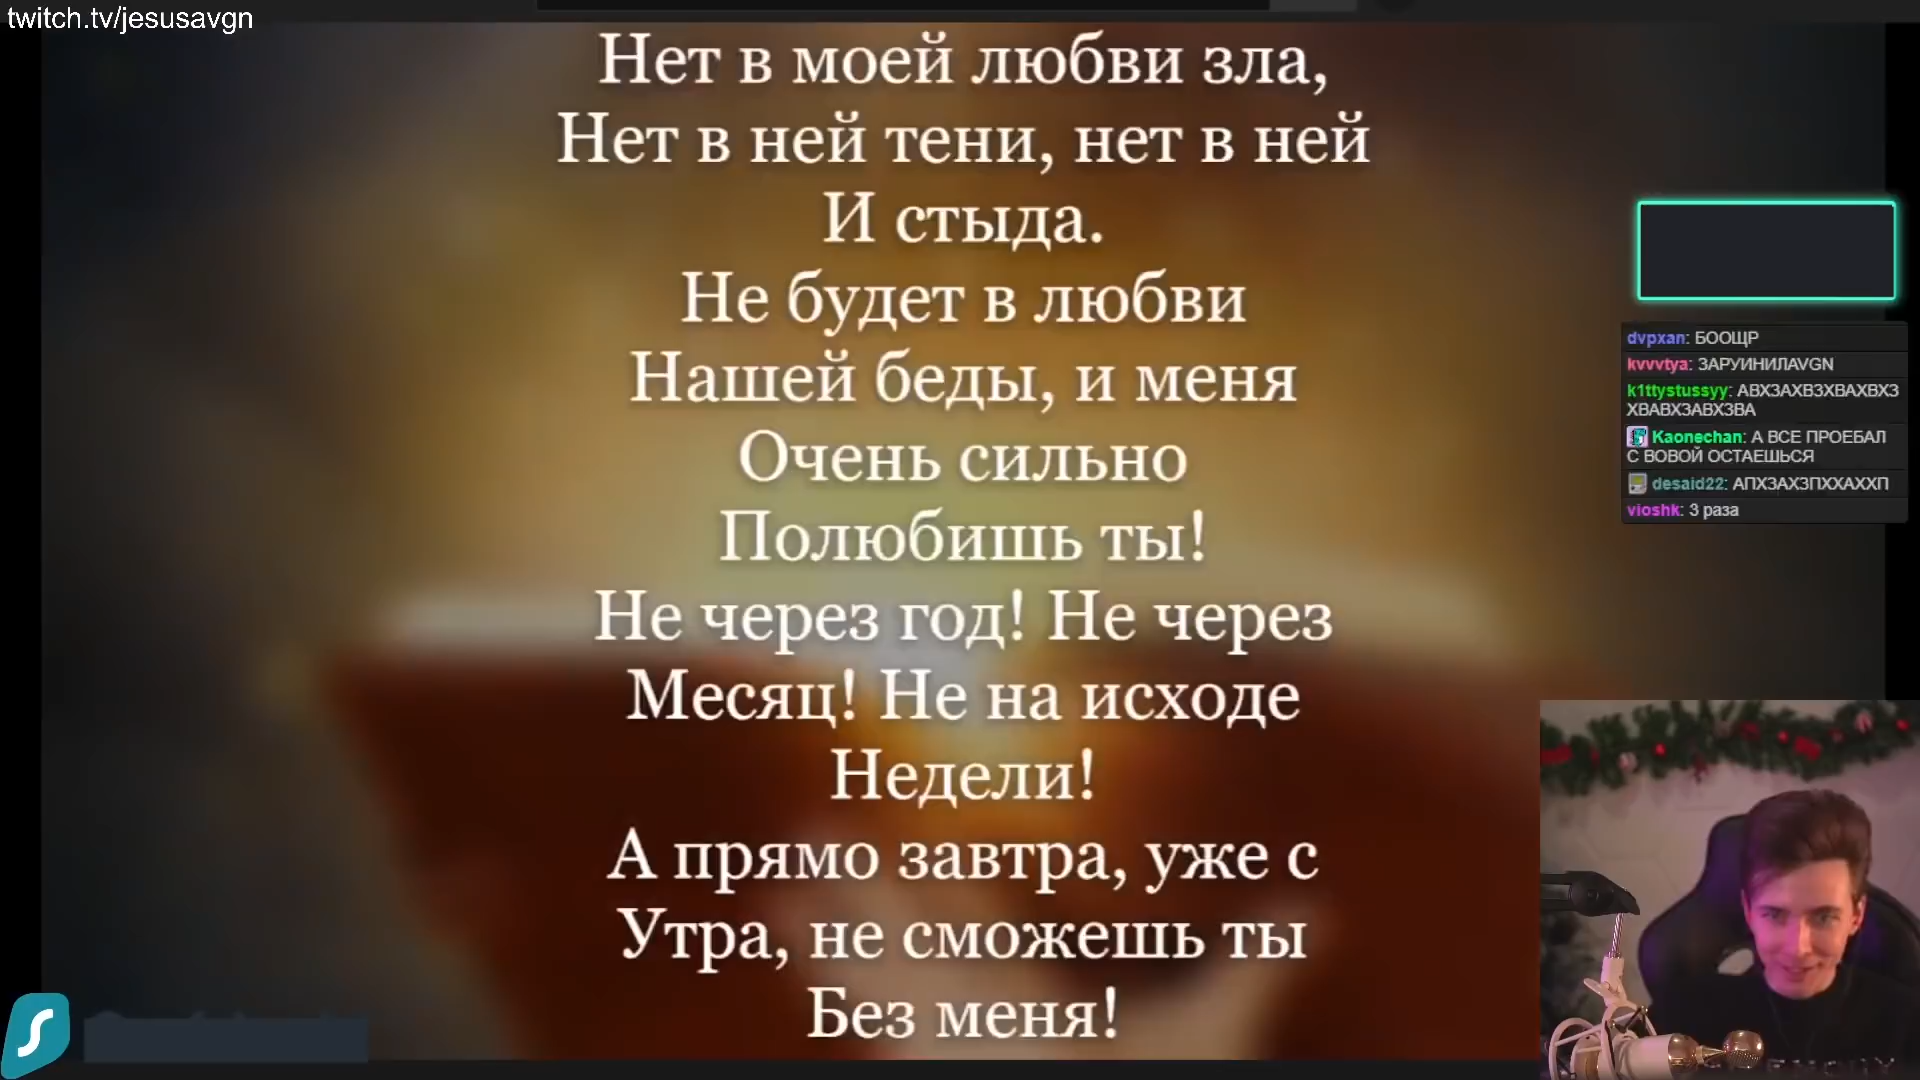 twitch.tv/jesusavgn
Нет в моей любви зла,
Нет в ней тени, нет в ней
И стыда.
Не будет в любви
Нашей беды, и меня
Очень сильно
Полюбишь ты!
Не через год! Не через
Месяц! Не на исходе
Недели!
А прямо завтра, уже с
Утра, не сможешь ты
Без меня!
dvpxan: БООЩР
kvvvtya: ЗАРУИНИЛAVGN
k1ttystussyy: АВХЗАХВЗХВАХВХЗ
ХВАВХЗАВХЗВА
Kaonechan: А ВСЕ ПРОЕБАЛ
С ВОВОЙ ОСТАЕШЬСЯ
desaid22: АПХЗАХЗПХХАХХП
vioshk: 3 раза